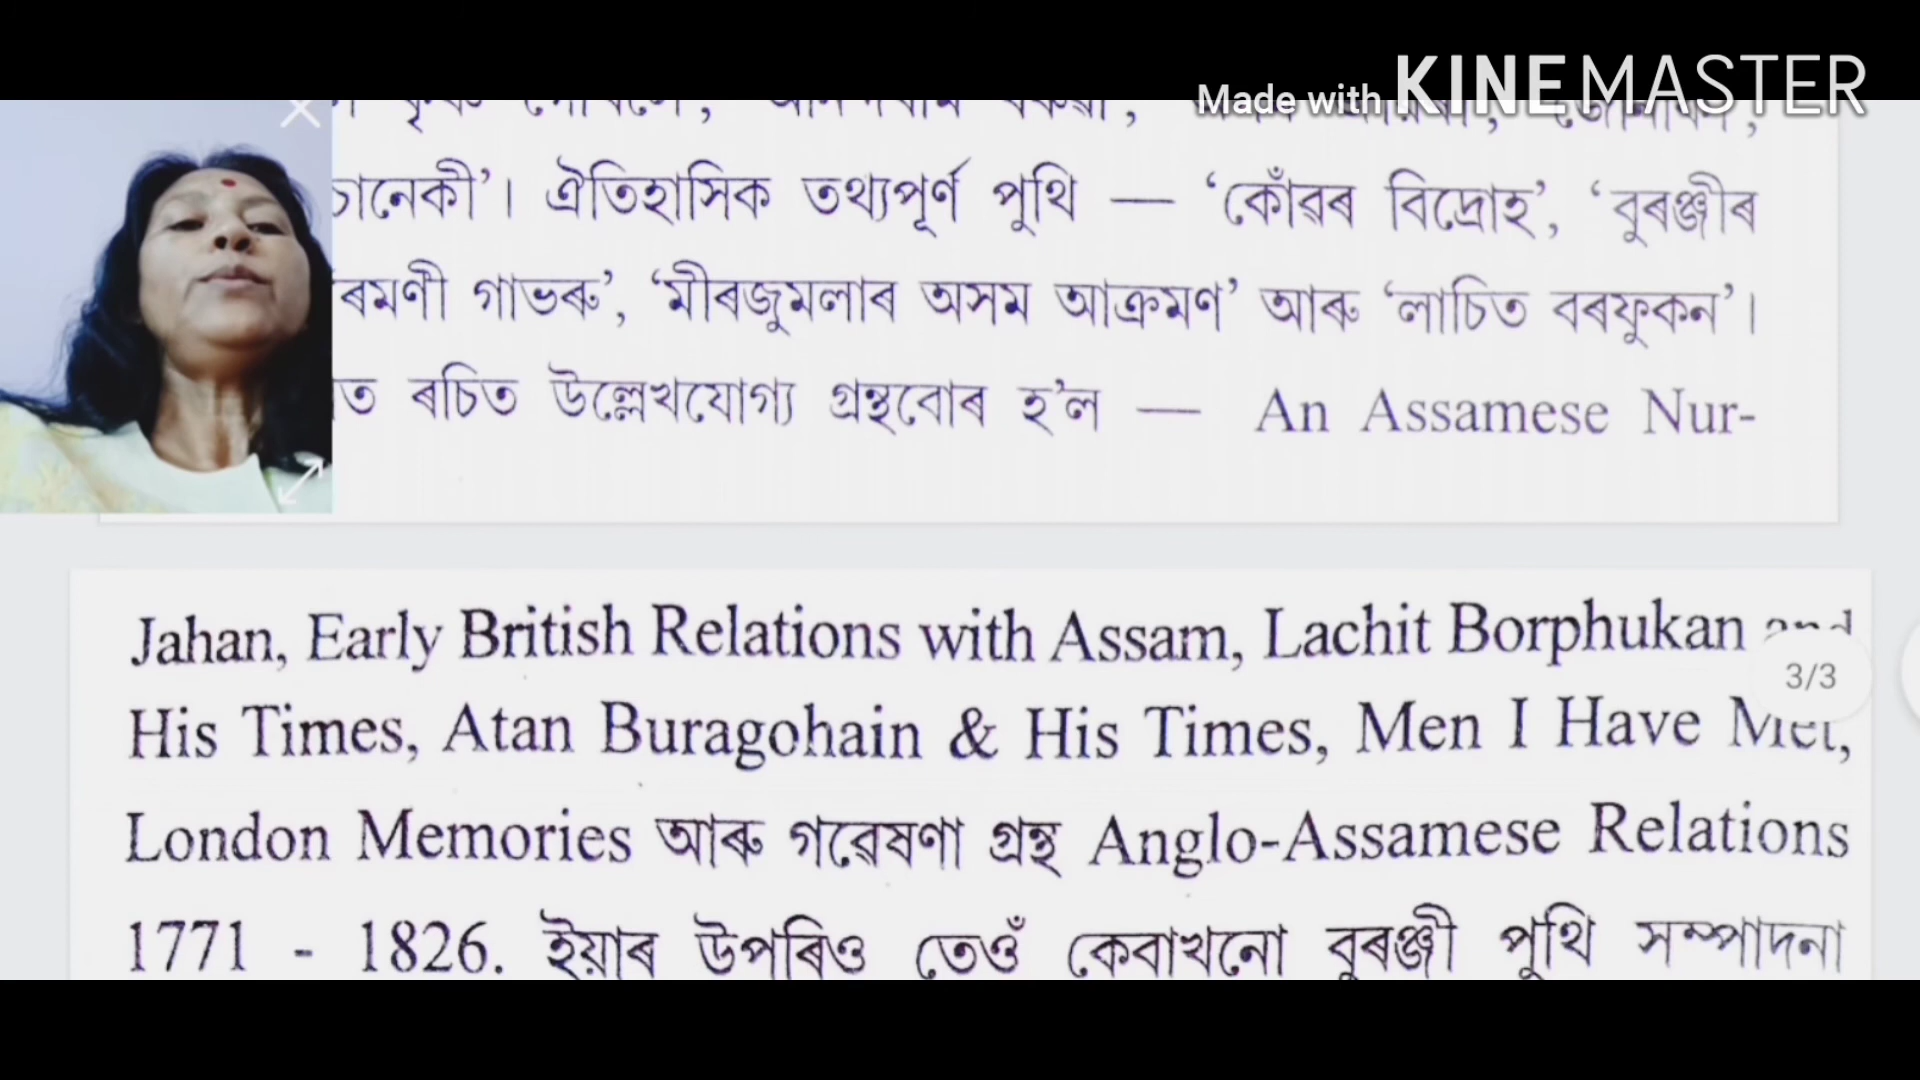 Made with KINEMASTER
চানেকী’। ঐতিহাসিক তথ্যপূৰ্ণ পুথি — ‘কোঁৱৰ বিদ্ৰোহ’, ‘বুৰঞ্জীৰ
ৰমণী গাভৰু’, ‘মীৰজুমলাৰ অসম আক্ৰমণ’ আৰু ‘লাচিত বৰফুকন’।
ত ৰচিত উল্লেখযোগ্য গ্ৰন্থবোৰ হ’ল — An Assamese Nur-
Jahan, Early British Relations with Assam, Lachit Borphukan and
3/3
His Times, Atan Buragohain & His Times, Men I Have Met,
London Memories আৰু গৱেষণা গ্ৰন্থ Anglo-Assamese Relations
1771 - 1826. ইয়াৰ উপৰিও তেওঁ কেবাখনো বুৰঞ্জী পুথি সম্পাদনা